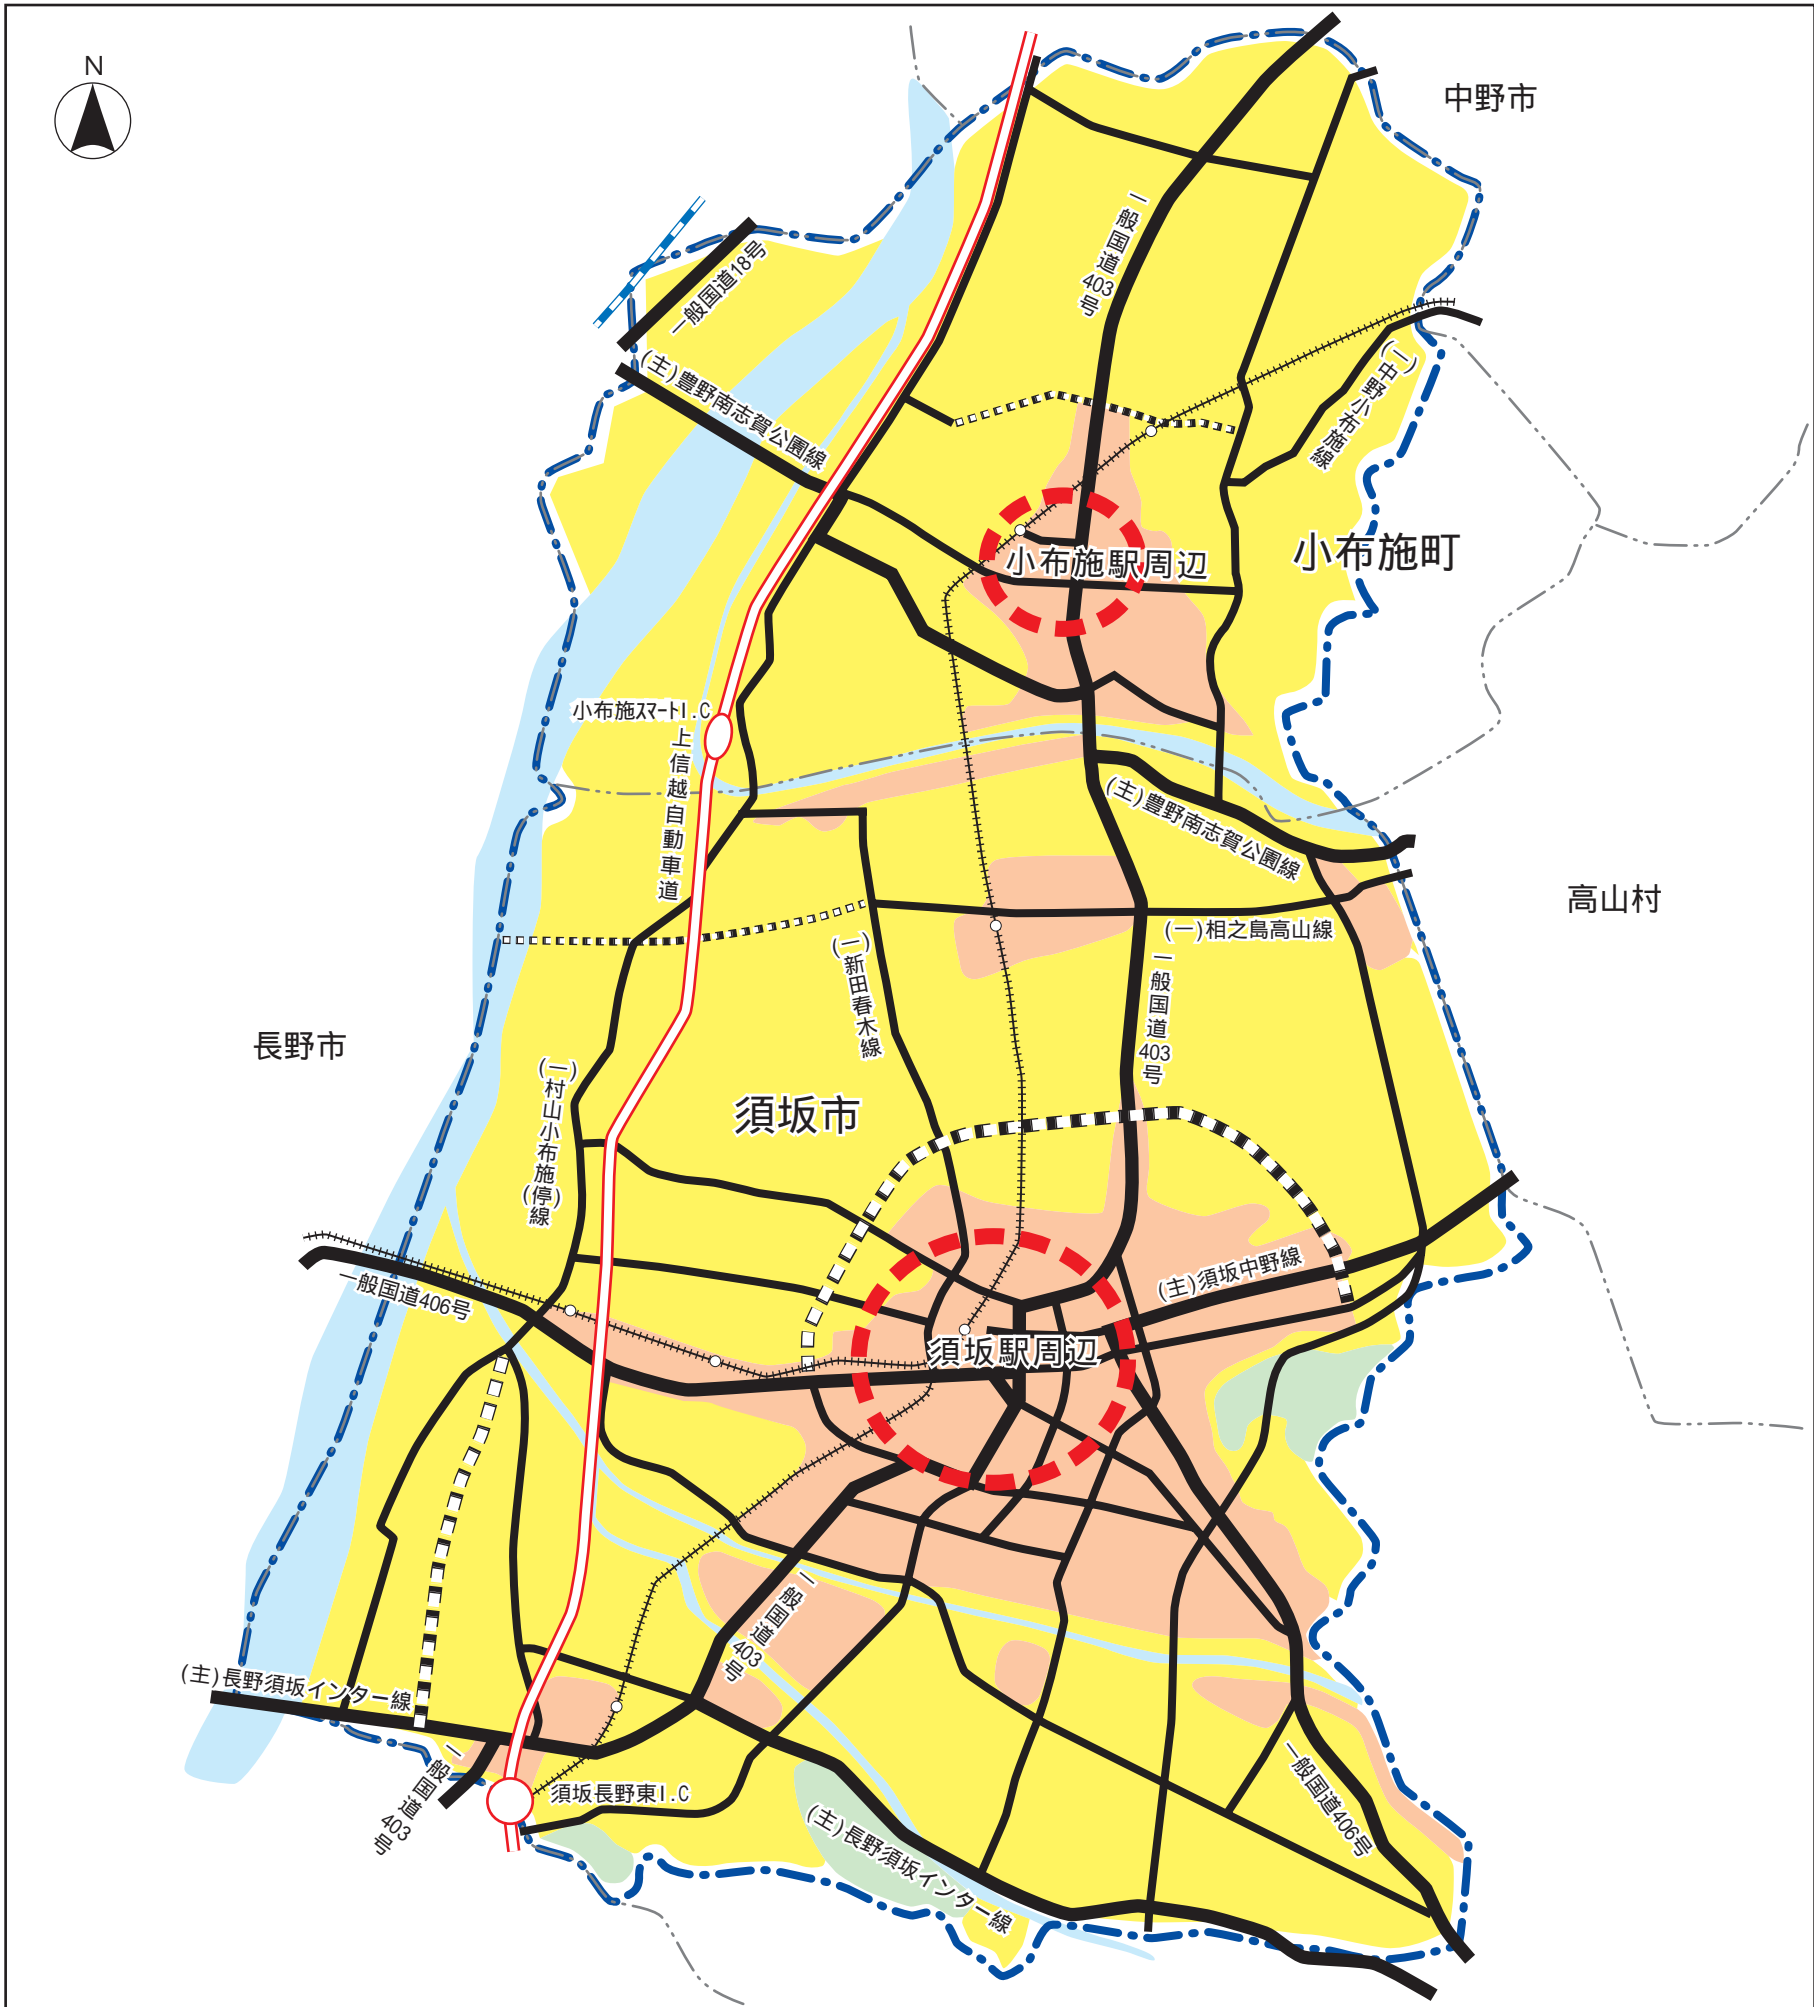 N
中野市
一般国道403号
一般国道18号
(主)豊野南志賀公園線
(一)中野小布施線
小布施町
小布施駅周辺
小布施スマートI.C
上信越自動車道
(主)豊野南志賀公園線
高山村
(一)相之島高山線
(一)新田春木線
一般国道403号
長野市
(一)村山小布施(停)線
須坂市
一般国道406号
(主)須坂中野線
須坂駅周辺
一般国道403号
(主)長野須坂インター線
一般国道403号
須坂長野東I.C
(主)長野須坂インター線
一般国道406号